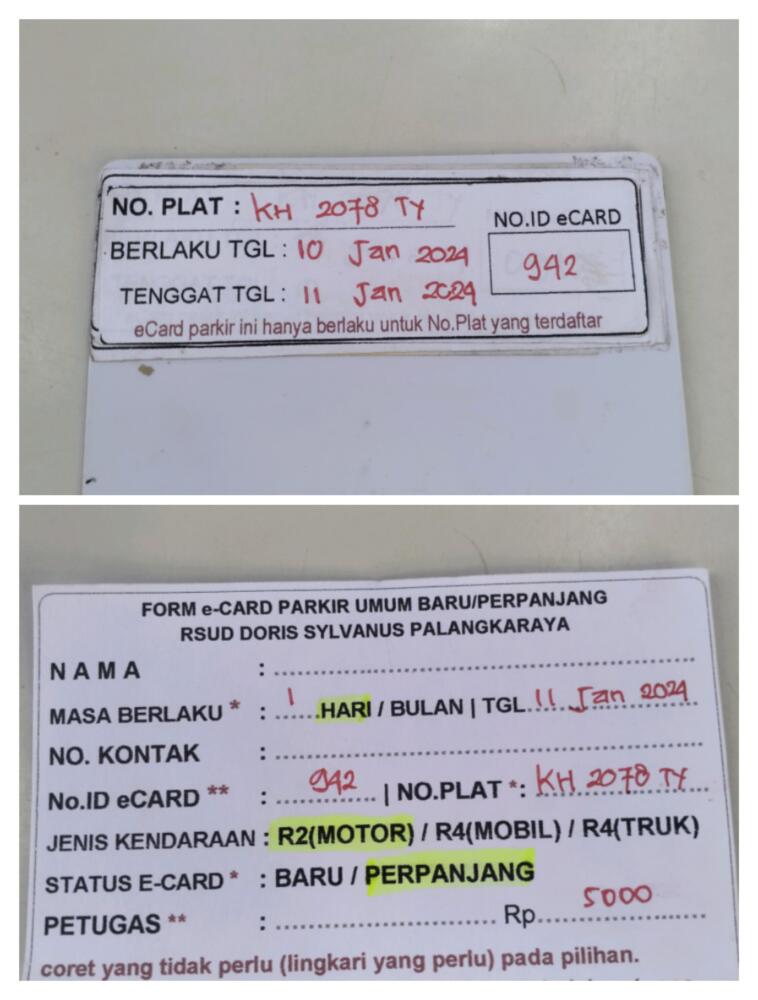 NO. PLAT : KH 2078 TY
NO.ID eCARD
BERLAKU TGL : 10 Jan 2024
942
TENGGAT TGL : 11 Jan 2024
eCard parkir ini hanya berlaku untuk No.Plat yang terdaftar
FORM e-CARD PARKIR UMUM BARU/PERPANJANG
RSUD DORIS SYLVANUS PALANGKARAYA
N A M A : ..........
MASA BERLAKU * : 1 HARI / BULAN | TGL 11 Jan 2024
NO. KONTAK : ..........
No.ID eCARD ** : 942 | NO.PLAT *: KH 2078 TY
JENIS KENDARAAN : R2(MOTOR) / R4(MOBIL) / R4(TRUK)
STATUS E-CARD * : BARU / PERPANJANG
PETUGAS ** : .......... Rp 5000
coret yang tidak perlu (lingkari yang perlu) pada pilihan.